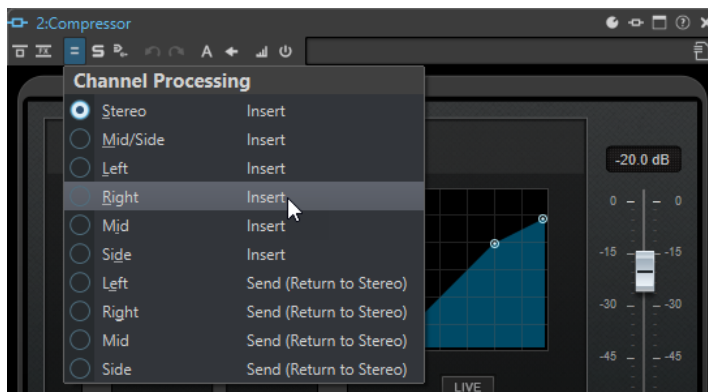 2:Compressor
FX = S A
Channel Processing
Stereo Insert
Mid/Side Insert
Left Insert
Right Insert
Mid Insert
Side Insert
Left Send (Return to Stereo)
Right Send (Return to Stereo)
Mid Send (Return to Stereo)
Side Send (Return to Stereo)
-20.0 dB
0 0
-15 -15
-30 -30
-45 -45
LIVE